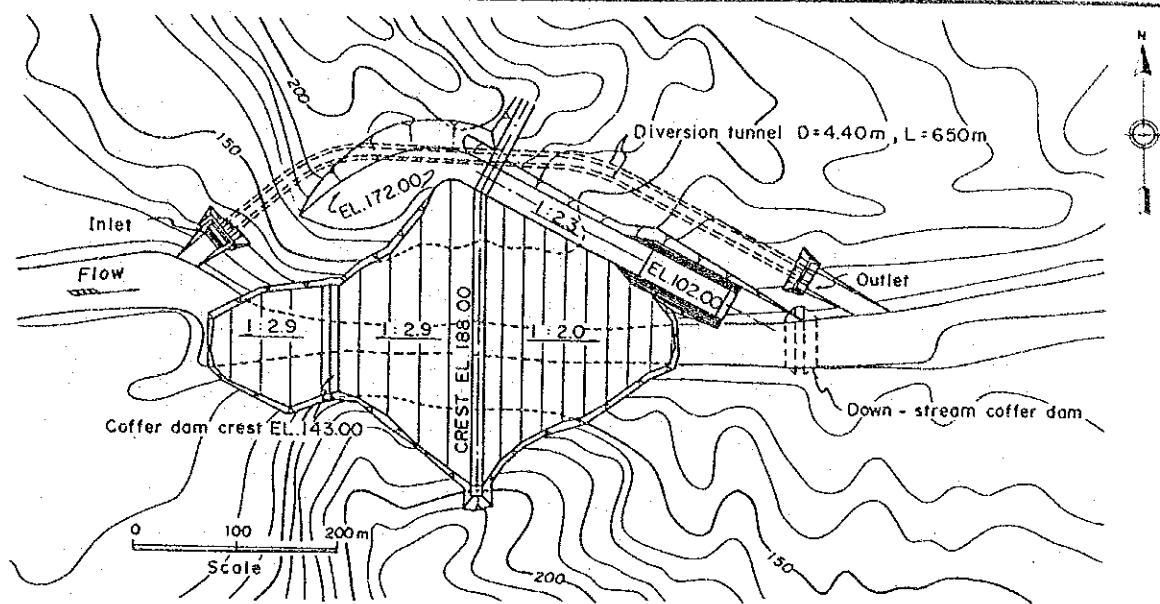 N
200
Diversion tunnel D=4.40m, L=650m
150
EL.172.00
Inlet
1:2.3
Flow
EL.102.00
Outlet
1:2.9
1:2.9
CREST EL.188.00
1:2.0
Down-stream coffer dam
Coffer dam crest EL.143.00
0 100 200m
Scale
200
150